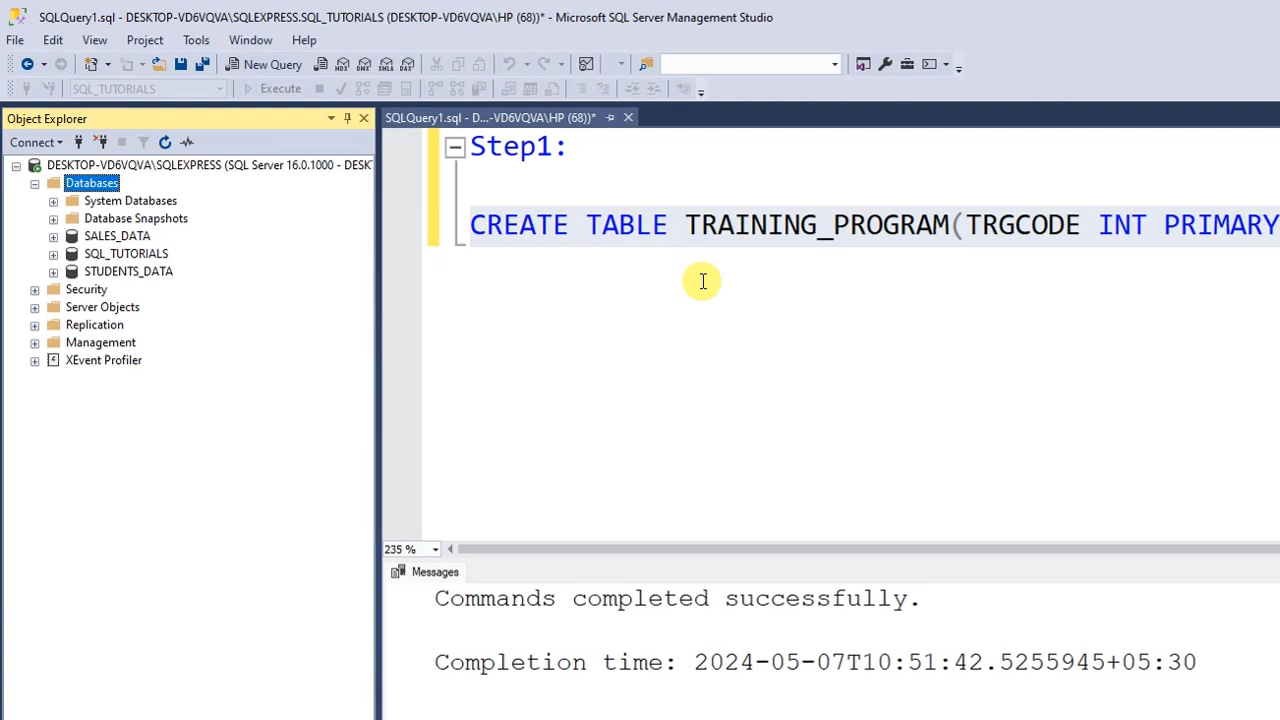 SQLQuery1.sql - DESKTOP-VD6VQVA\SQLEXPRESS.SQL_TUTORIALS (DESKTOP-VD6VQVA\HP (68))* - Microsoft SQL Server Management Studio
File Edit View Project Tools Window Help
New Query MDX DMX XMLA DAX
SQL_TUTORIALS Execute
Object Explorer
SQLQuery1.sql - D...-VD6VQVA\HP (68))*
Connect
DESKTOP-VD6VQVA\SQLEXPRESS (SQL Server 16.0.1000 - DESKT
Databases
System Databases
Database Snapshots
SALES_DATA
SQL_TUTORIALS
STUDENTS_DATA
Security
Server Objects
Replication
Management
XEvent Profiler
Step1:
CREATE TABLE TRAINING_PROGRAM(TRGCODE INT PRIMARY
235 %
Messages
Commands completed successfully.
Completion time: 2024-05-07T10:51:42.5255945+05:30